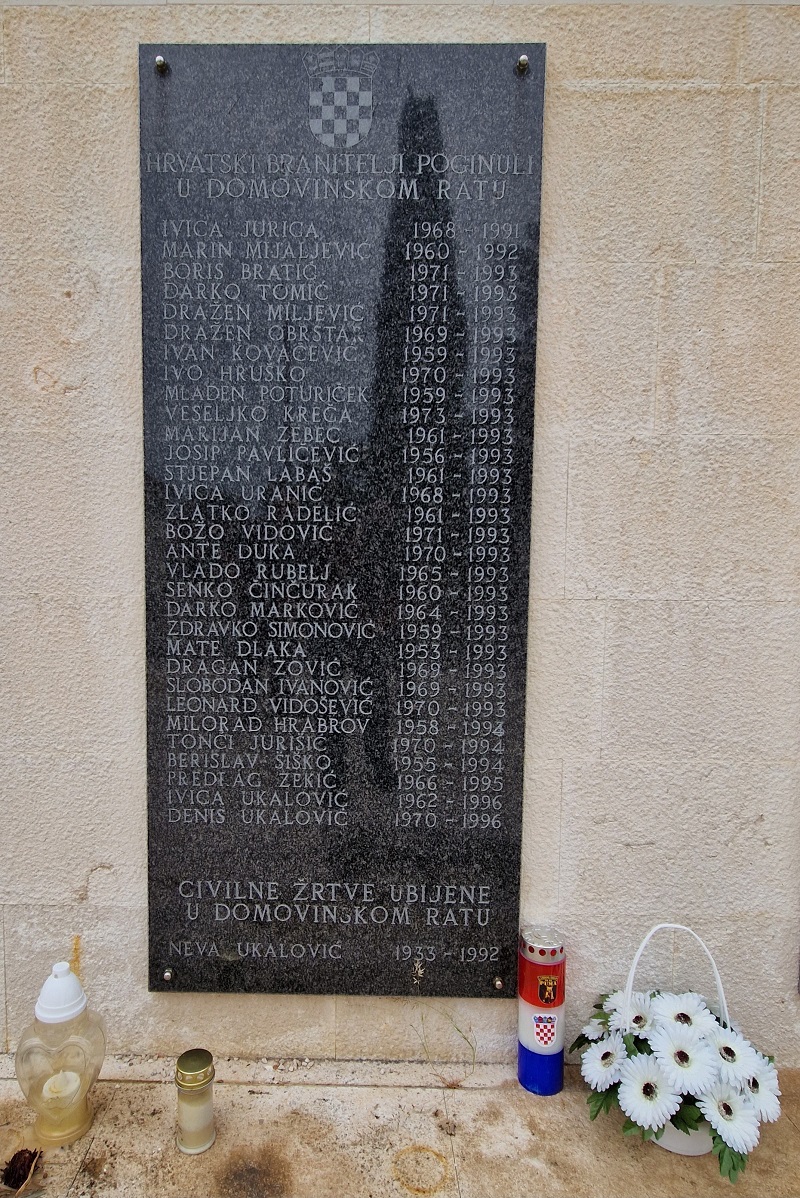 HRVATSKI BRANITELJI POGINULI
U DOMOVINSKOM RATU
IVICA JURICA 1968 - 1991
MARIN MIJALJEVIĆ 1960 - 1992
BORIS BRATIĆ 1971 - 1993
DARKO TOMIĆ 1971 - 1993
DRAŽEN MILJEVIĆ 1971 - 1993
DRAŽEN OBRSTAR 1969 - 1993
IVAN KOVAČEVIĆ 1959 - 1993
IVO HRUŠKO 1970 - 1993
MLADEN POTURIČEK 1959 - 1993
VESELJKO KREČA 1973 - 1993
MARIJAN ZEBEC 1961 - 1993
JOSIP PAVLIČEVIĆ 1956 - 1993
STJEPAN LABAŠ 1961 - 1993
IVICA URANIĆ 1968 - 1993
ZLATKO RADELIĆ 1961 - 1993
BOŽO VIDOVIĆ 1971 - 1993
ANTE DUKA 1970 - 1993
VLADO RUBELJ 1965 - 1993
SENKO ČINČURAK 1960 - 1993
DARKO MARKOVIĆ 1964 - 1993
ZDRAVKO SIMONOVIĆ 1959 - 1993
MATE DLAKA 1953 - 1993
DRAGAN ZOVIĆ 1969 - 1993
SLOBODAN IVANOVIĆ 1969 - 1993
LEONARD VIDOŠEVIĆ 1970 - 1993
MILORAD HRABROV 1958 - 1994
TONČI JURIŠIĆ 1970 - 1994
BERISLAV ŠIŠKO 1955 - 1994
PREDRAG ZEKIĆ 1966 - 1995
IVICA UKALOVIĆ 1962 - 1996
DENIS UKALOVIĆ 1970 - 1996
CIVILNE ŽRTVE UBIJENE
U DOMOVINSKOM RATU
NEVA UKALOVIĆ 1933 - 1992
PUMA